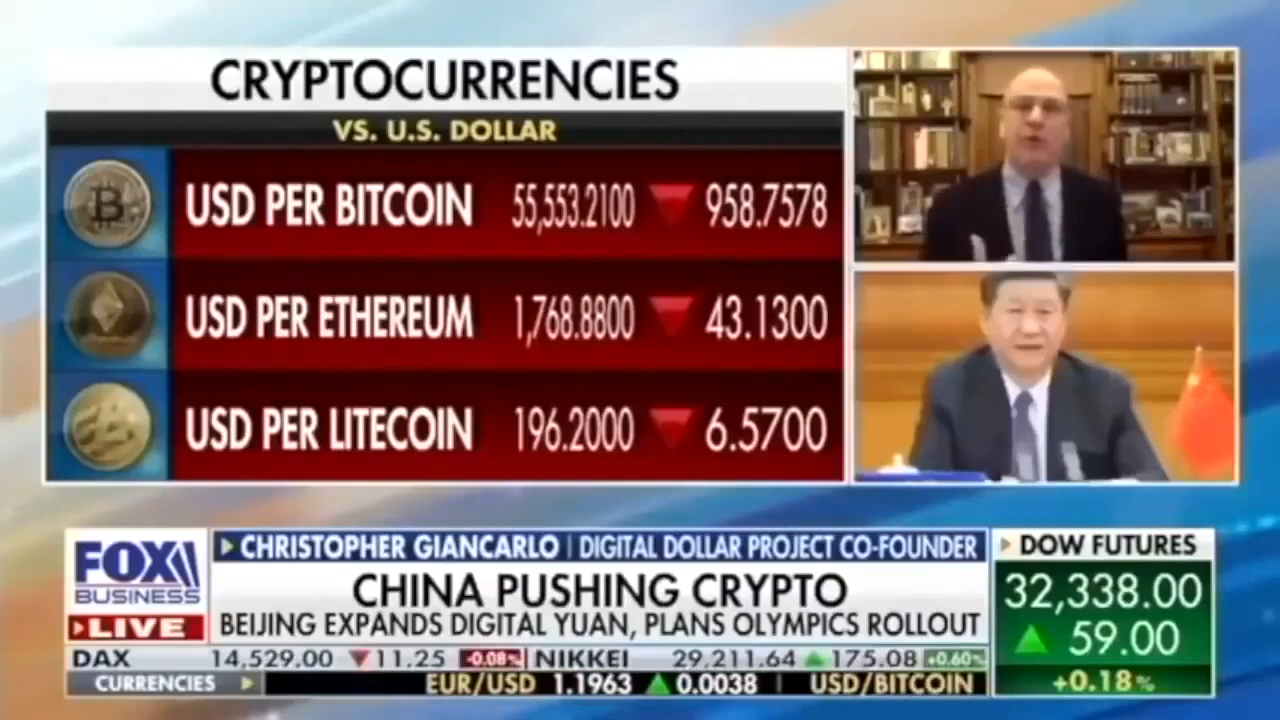 CRYPTOCURRENCIES
VS. U.S. DOLLAR
USD PER BITCOIN 55,553.2100 ▼ 958.7578
USD PER ETHEREUM 1,768.8800 ▼ 43.1300
USD PER LITECOIN 196.2000 ▼ 6.5700
FOX BUSINESS
LIVE
CHRISTOPHER GIANCARLO | DIGITAL DOLLAR PROJECT CO-FOUNDER
CHINA PUSHING CRYPTO
BEIJING EXPANDS DIGITAL YUAN, PLANS OLYMPICS ROLLOUT
DOW FUTURES
32,338.00
▲ 59.00
+0.18%
DAX 14,529.00 ▼ 11.25 -0.08% NIKKEI 29,211.64 ▲ 175.08 +0.60%
CURRENCIES EUR/USD 1.1963 ▲ 0.0038 USD/BITCOIN